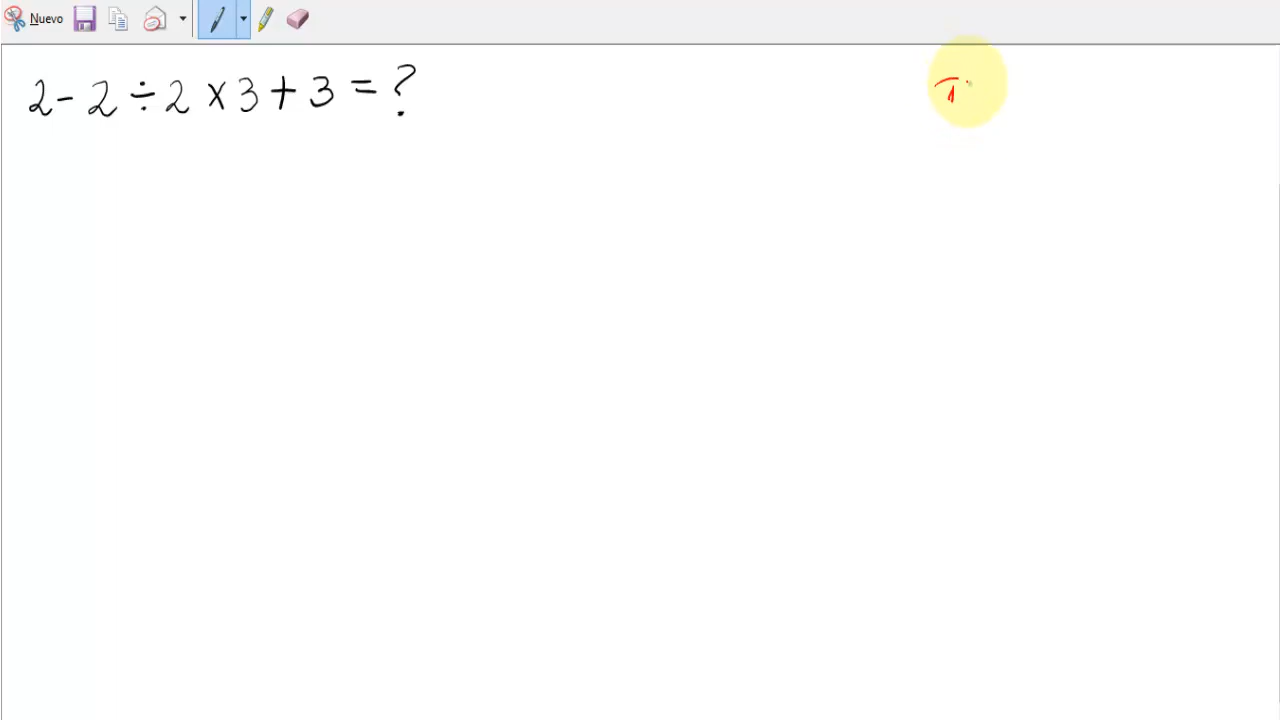 Nuevo
2 - 2 ÷ 2 × 3 + 3 = ?